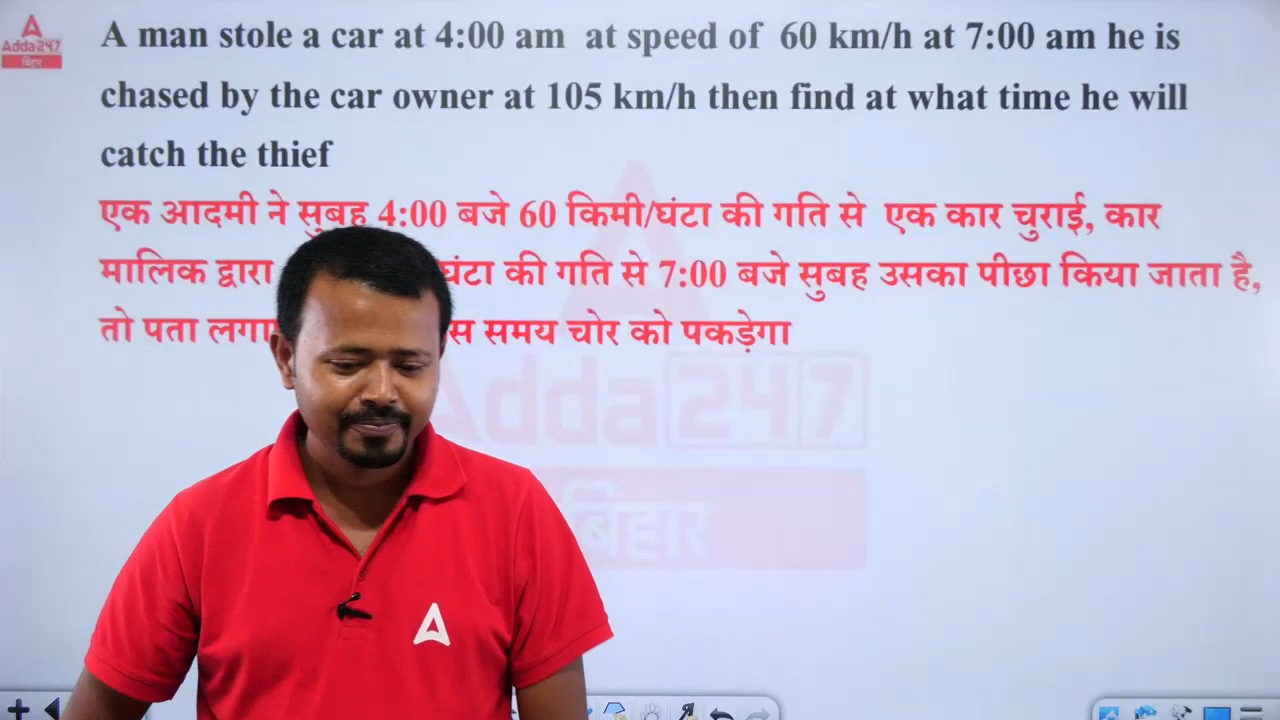 A
Adda247
बिहार
A man stole a car at 4:00 am at speed of 60 km/h at 7:00 am he is
chased by the car owner at 105 km/h then find at what time he will
catch the thief
एक आदमी ने सुबह 4:00 बजे 60 किमी/घंटा की गति से एक कार चुराई, कार
मालिक द्वारा घंटा की गति से 7:00 बजे सुबह उसका पीछा किया जाता है,
तो पता समय चोर को पकड़ेगा
Adda247
बिहार
A